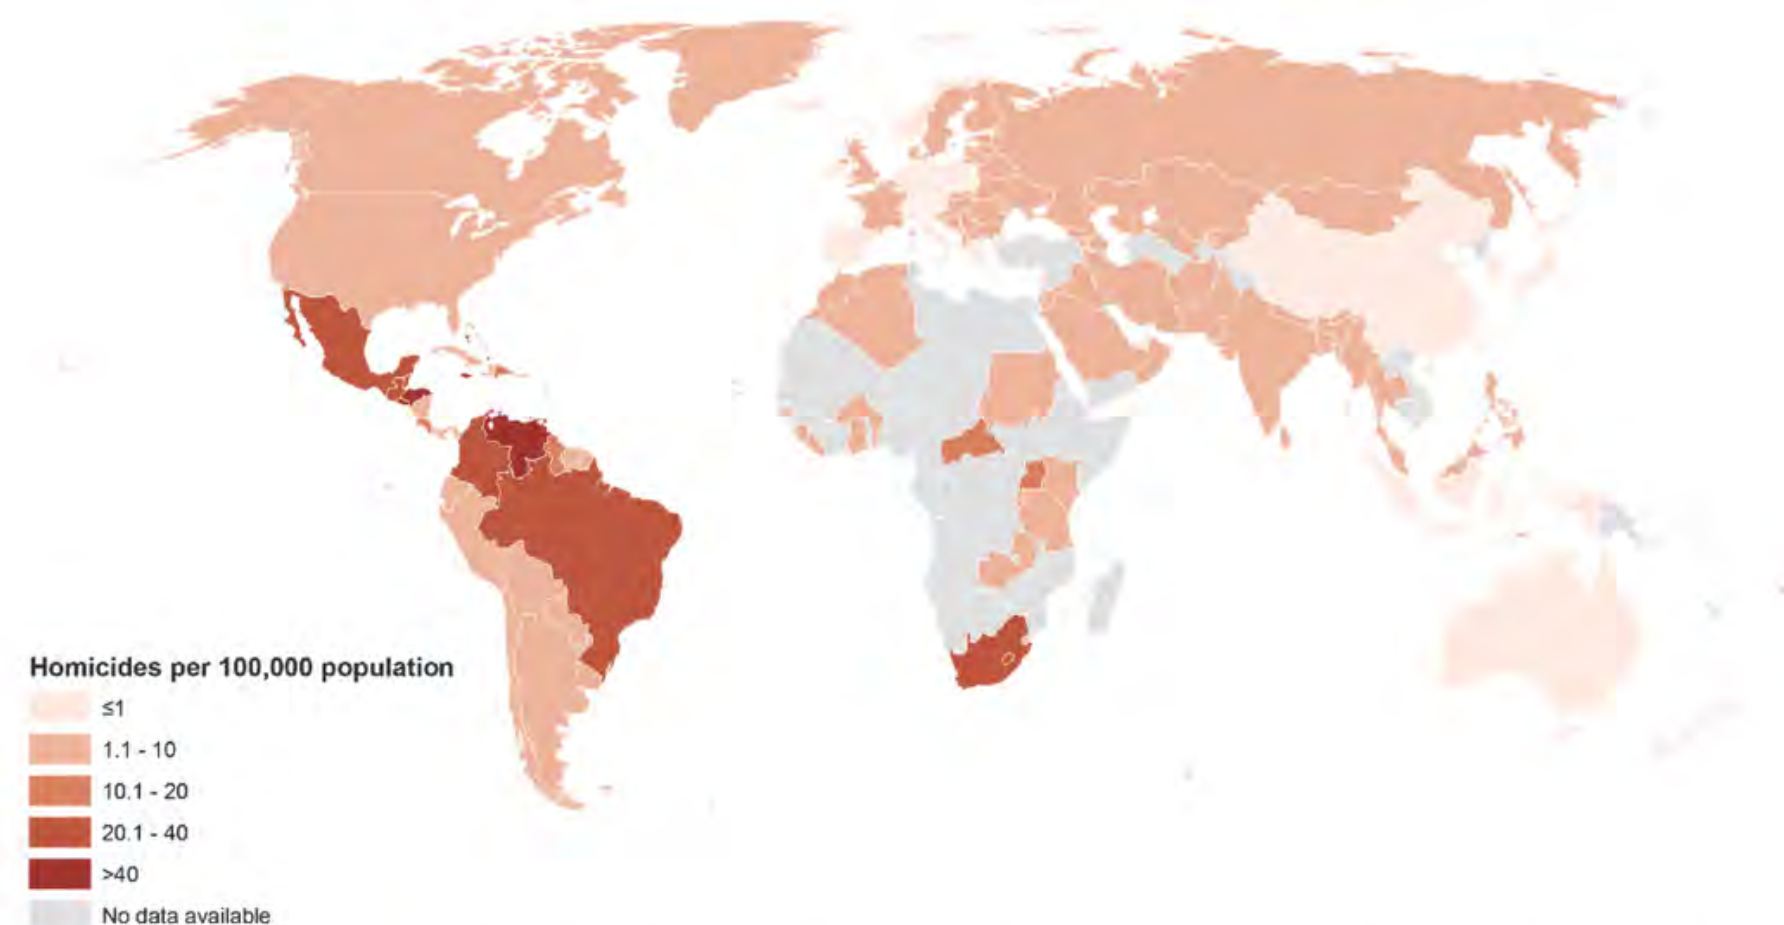 Homicides per 100,000 population
≤1
1.1 - 10
10.1 - 20
20.1 - 40
>40
No data available